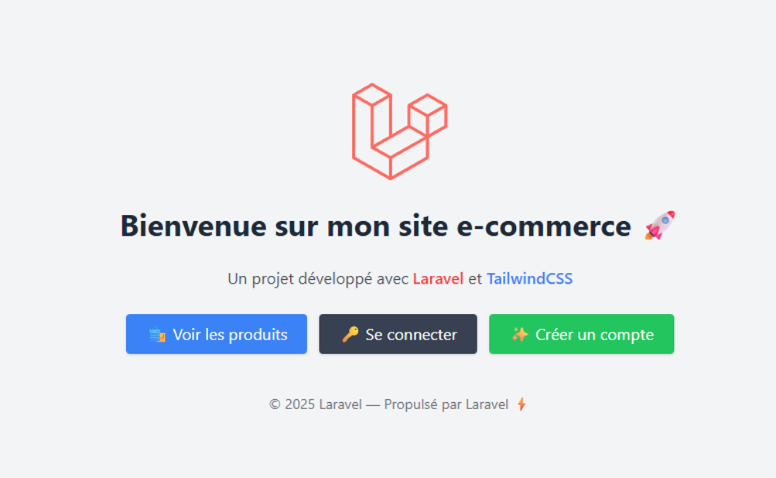 Bienvenue sur mon site e-commerce 🚀
Un projet développé avec Laravel et TailwindCSS
🛍️ Voir les produits
🔑 Se connecter
✨ Créer un compte
© 2025 Laravel — Propulsé par Laravel ⚡